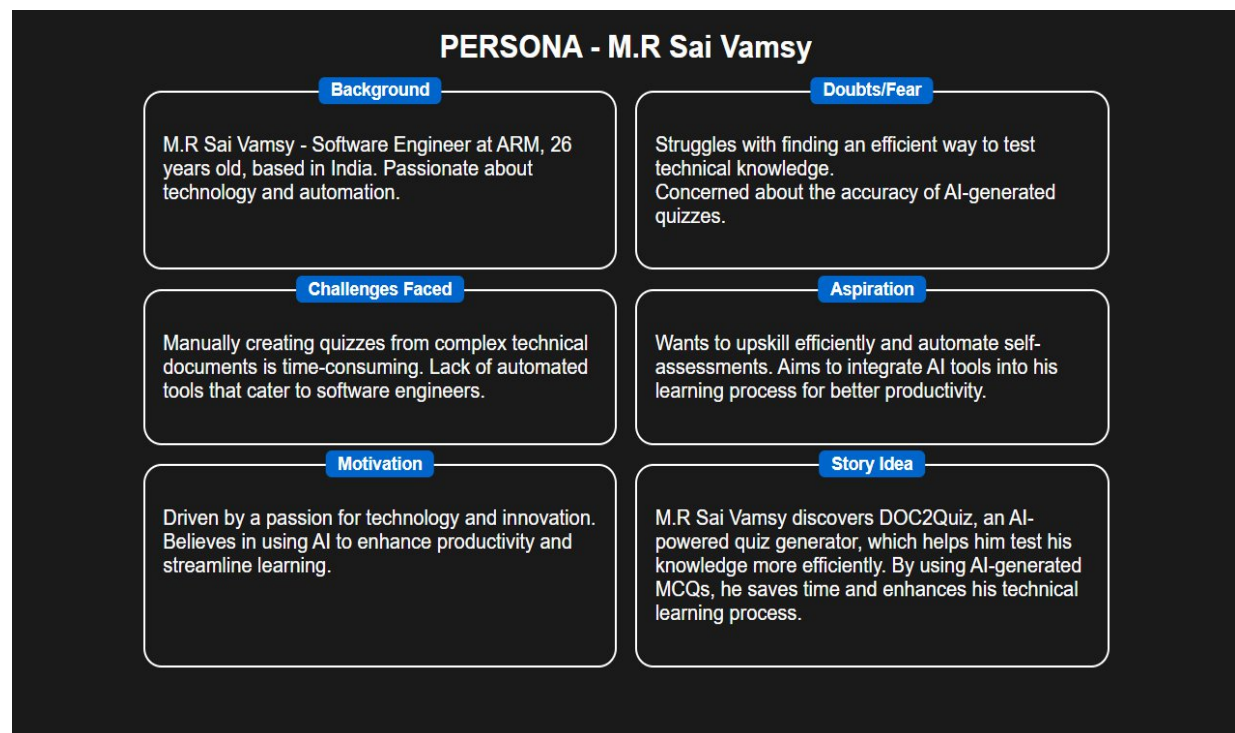 PERSONA - M.R Sai Vamsy
Background
M.R Sai Vamsy - Software Engineer at ARM, 26
years old, based in India. Passionate about
technology and automation.
Doubts/Fear
Struggles with finding an efficient way to test
technical knowledge.
Concerned about the accuracy of AI-generated
quizzes.
Challenges Faced
Manually creating quizzes from complex technical
documents is time-consuming. Lack of automated
tools that cater to software engineers.
Aspiration
Wants to upskill efficiently and automate self-
assessments. Aims to integrate AI tools into his
learning process for better productivity.
Motivation
Driven by a passion for technology and innovation.
Believes in using AI to enhance productivity and
streamline learning.
Story Idea
M.R Sai Vamsy discovers DOC2Quiz, an AI-
powered quiz generator, which helps him test his
knowledge more efficiently. By using AI-generated
MCQs, he saves time and enhances his technical
learning process.